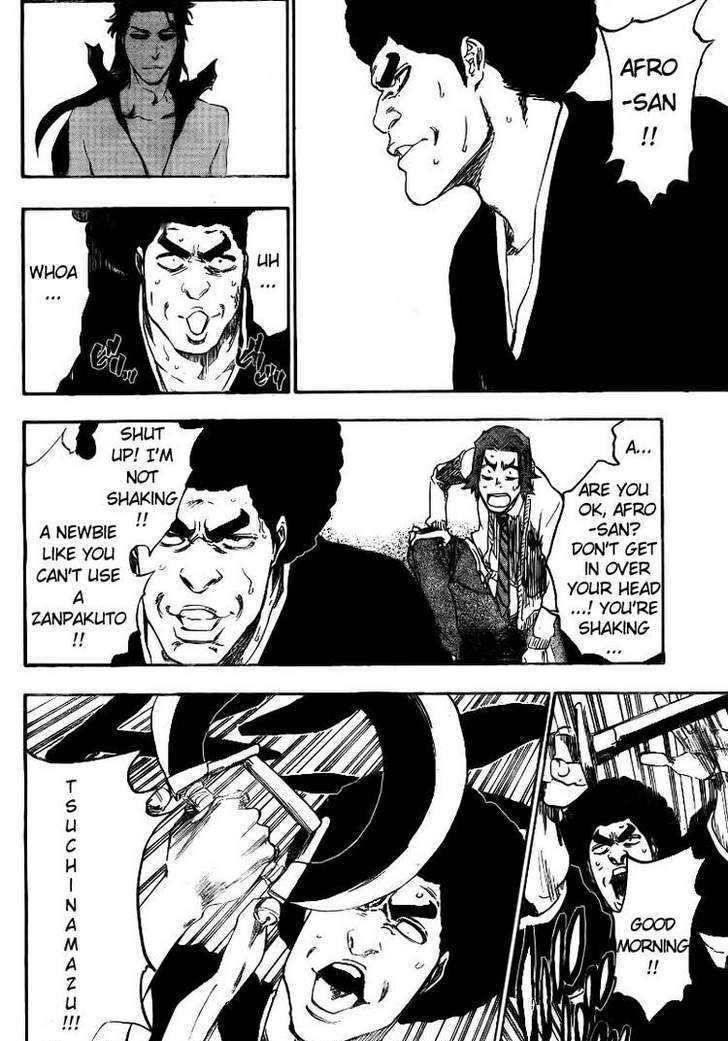 AFRO
-SAN
!!
UH
...
WHOA
...
A...
ARE YOU
OK, AFRO
-SAN?
DON'T GET
IN OVER
YOUR HEAD
...! YOU'RE
SHAKING
...
SHUT
UP! I'M
NOT
SHAKING
!!
A NEWBIE
LIKE YOU
CAN'T USE
A
ZANPAKUTO
!!
GOOD
MORNING
!!
TSUCHINAMAZU!!!